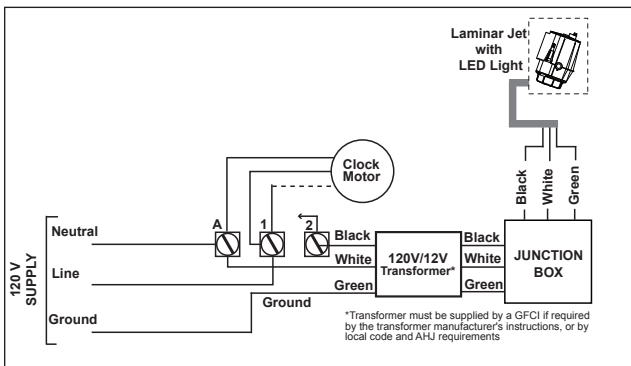 Laminar Jet
with
LED Light
Clock
Motor
Black
White
Green
A
1
2
Neutral
Line
Ground
120 V
SUPPLY
Black
White
Green
Ground
120V/12V
Transformer*
Black
White
Green
JUNCTION
BOX
*Transformer must be supplied by a GFCI if required
by the transformer manufacturer's instructions, or by
local code and AHJ requirements